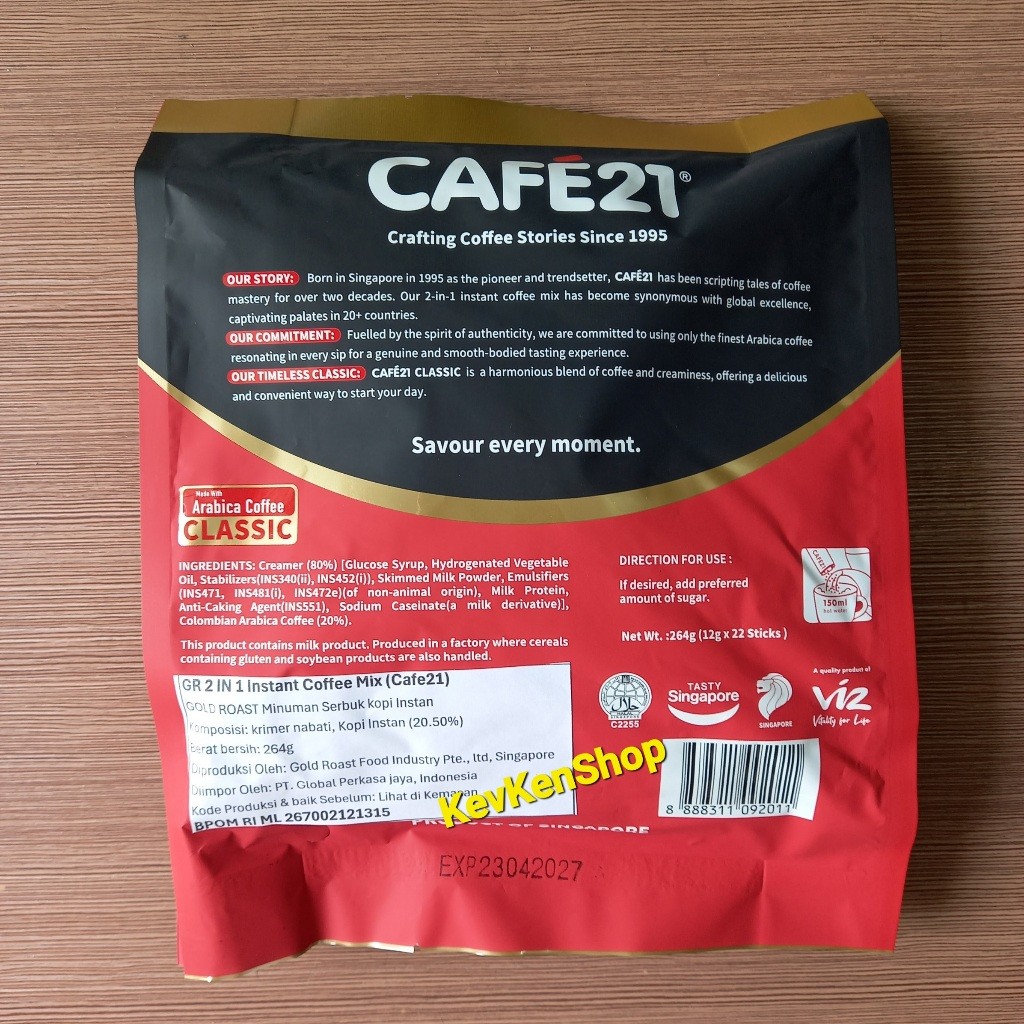 CAFÉ21®
Crafting Coffee Stories Since 1995
OUR STORY: Born in Singapore in 1995 as the pioneer and trendsetter, CAFÉ21 has been scripting tales of coffee
mastery for over two decades. Our 2-in-1 instant coffee mix has become synonymous with global excellence,
captivating palates in 20+ countries.
OUR COMMITMENT: Fuelled by the spirit of authenticity, we are committed to using only the finest Arabica coffee
resonating in every sip for a genuine and smooth-bodied tasting experience.
OUR TIMELESS CLASSIC: CAFÉ21 CLASSIC is a harmonious blend of coffee and creaminess, offering a delicious
and convenient way to start your day.
Savour every moment.
Made With
Arabica Coffee
CLASSIC
INGREDIENTS: Creamer (80%) [Glucose Syrup, Hydrogenated Vegetable
Oil, Stabilizers(INS340(ii), INS452(i)), Skimmed Milk Powder, Emulsifiers
(INS471, INS481(i), INS472e)(of non-animal origin), Milk Protein,
Anti-Caking Agent(INS551), Sodium Caseinate(a milk derivative)],
Colombian Arabica Coffee (20%).
This product contains milk product. Produced in a factory where cereals
containing gluten and soybean products are also handled.
DIRECTION FOR USE :
If desired, add preferred
amount of sugar.
CAFÉ21
150ml
hot water
Net Wt. :264g (12g x 22 Sticks )
C2255
TASTY
Singapore
SINGAPORE
A quality product of
viz
Vitality for Life
GR 2 IN 1 Instant Coffee Mix (Cafe21)
GOLD ROAST Minuman Serbuk kopi Instan
Komposisi: krimer nabati, Kopi Instan (20.50%)
Berat bersih: 264g
Diproduksi Oleh: Gold Roast Food Industry Pte., ltd, Singapore
Diimpor Oleh: PT. Global Perkasa jaya, Indonesia
Kode Produksi & baik Sebelum: Lihat di Kemasan
BPOM RI ML 267002121315
KevKenShop
8 888311 092011
PRODUCT OF SINGAPORE
EXP23042027